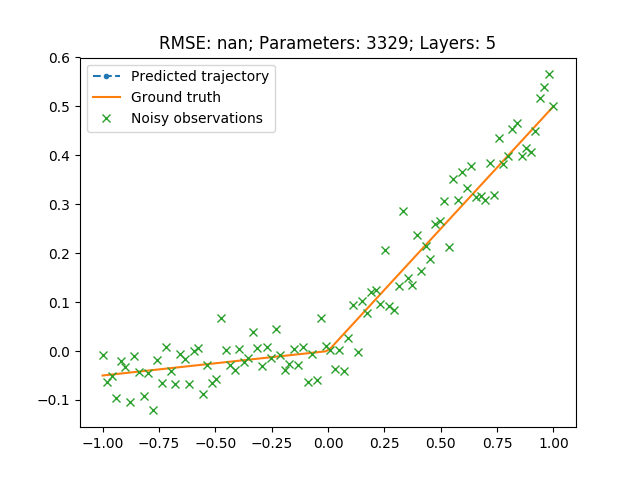 RMSE: nan; Parameters: 3329; Layers: 5
Predicted trajectory
Ground truth
Noisy observations
0.6
0.5
0.4
0.3
0.2
0.1
0.0
−0.1
−1.00 −0.75 −0.50 −0.25 0.00 0.25 0.50 0.75 1.00